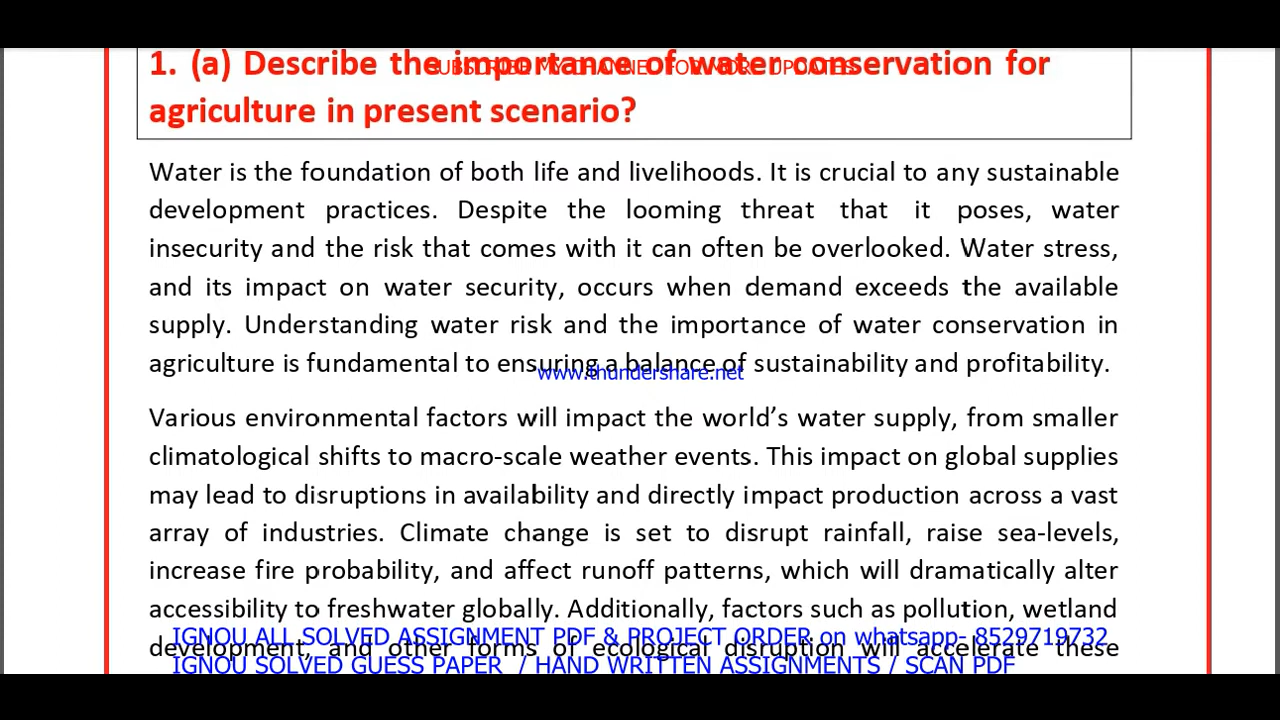 1. (a) Describe the importance of water conservation for
SUBSCRIBE MY CHANNEL FOR MORE UPDATES
agriculture in present scenario?
Water is the foundation of both life and livelihoods. It is crucial to any sustainable
development practices. Despite the looming threat that it poses, water
insecurity and the risk that comes with it can often be overlooked. Water stress,
and its impact on water security, occurs when demand exceeds the available
supply. Understanding water risk and the importance of water conservation in
agriculture is fundamental to ensuring a balance of sustainability and profitability.
www.thundershare.net
Various environmental factors will impact the world’s water supply, from smaller
climatological shifts to macro-scale weather events. This impact on global supplies
may lead to disruptions in availability and directly impact production across a vast
array of industries. Climate change is set to disrupt rainfall, raise sea-levels,
increase fire probability, and affect runoff patterns, which will dramatically alter
accessibility to freshwater globally. Additionally, factors such as pollution, wetland
IGNOU ALL SOLVED ASSIGNMENT PDF & PROJECT ORDER on whatsapp- 8529719732
development, and other forms of ecological disruption will accelerate these
IGNOU SOLVED GUESS PAPER / HAND WRITTEN ASSIGNMENTS / SCAN PDF